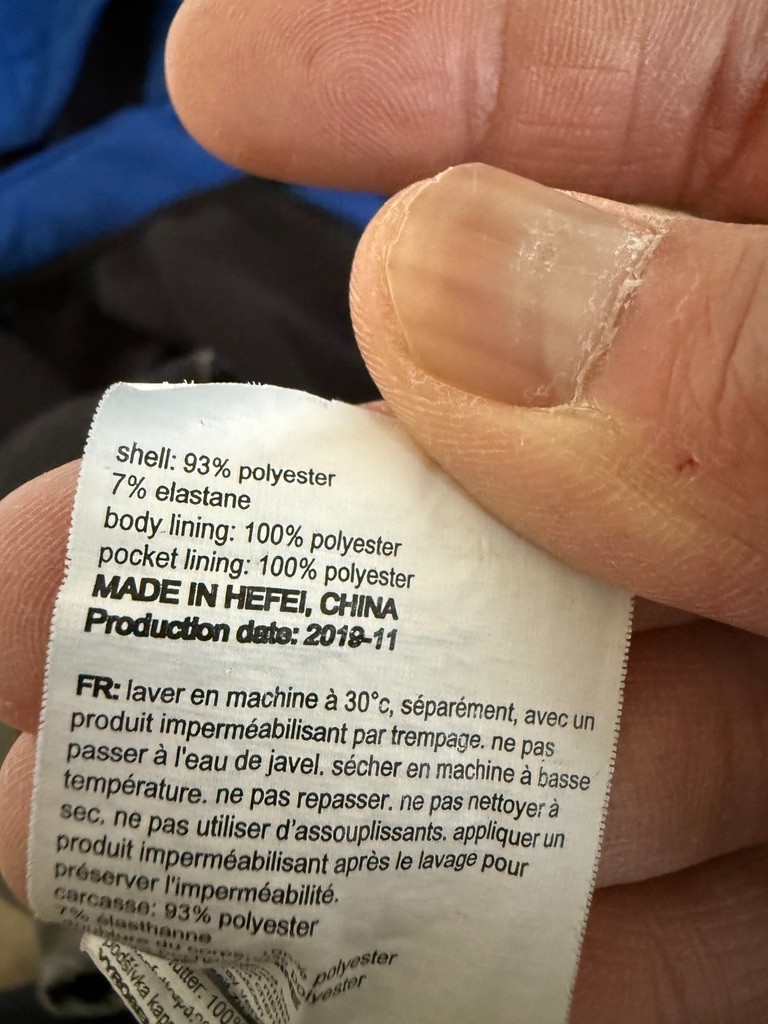 shell: 93% polyester
7% elastane
body lining: 100% polyester
pocket lining: 100% polyester
MADE IN HEFEI, CHINA
Production date: 2019-11
FR: laver en machine à 30°c, séparément, avec un
produit imperméabilisant par trempage. ne pas
passer à l'eau de javel. sécher en machine à basse
température. ne pas repasser. ne pas nettoyer à
sec. ne pas utiliser d'assouplissants. appliquer un
produit imperméabilisant après le lavage pour
préserver l'imperméabilité.
carcasse: 93% polyester
7% élasthanne
polyester
polyester
podšívka